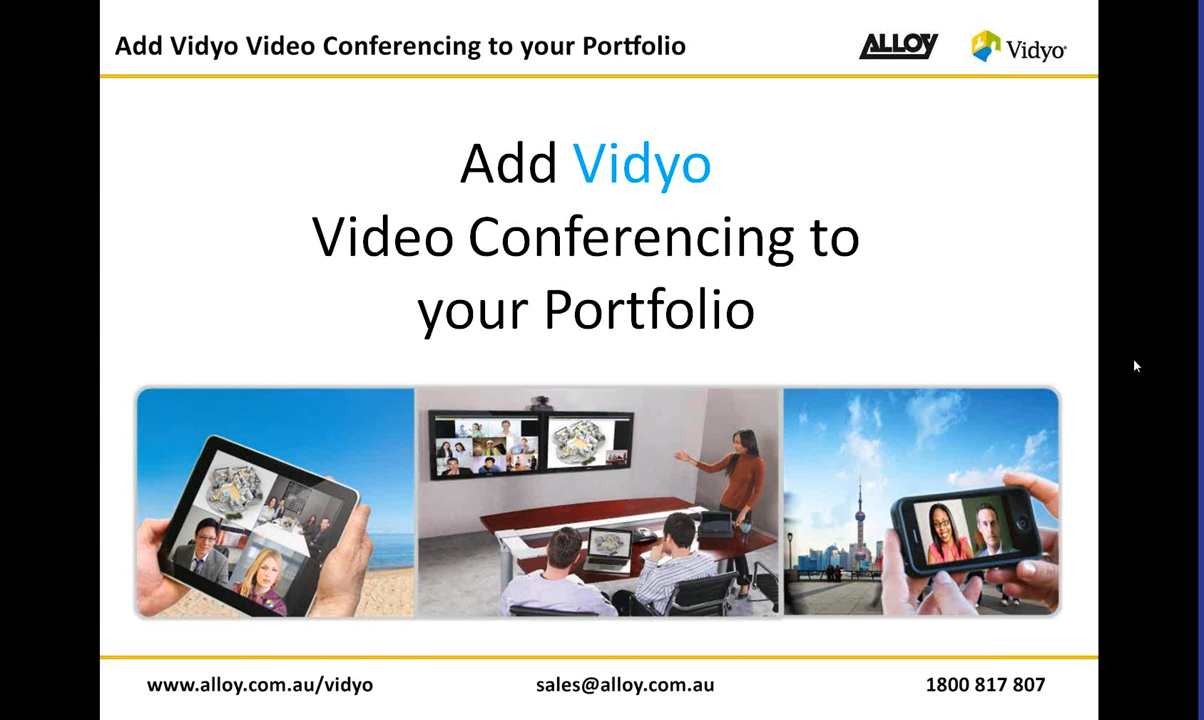 Add Vidyo Video Conferencing to your Portfolio
ALLOY
Vidyo
Add Vidyo
Video Conferencing to
your Portfolio
www.alloy.com.au/vidyo
sales@alloy.com.au
1800 817 807